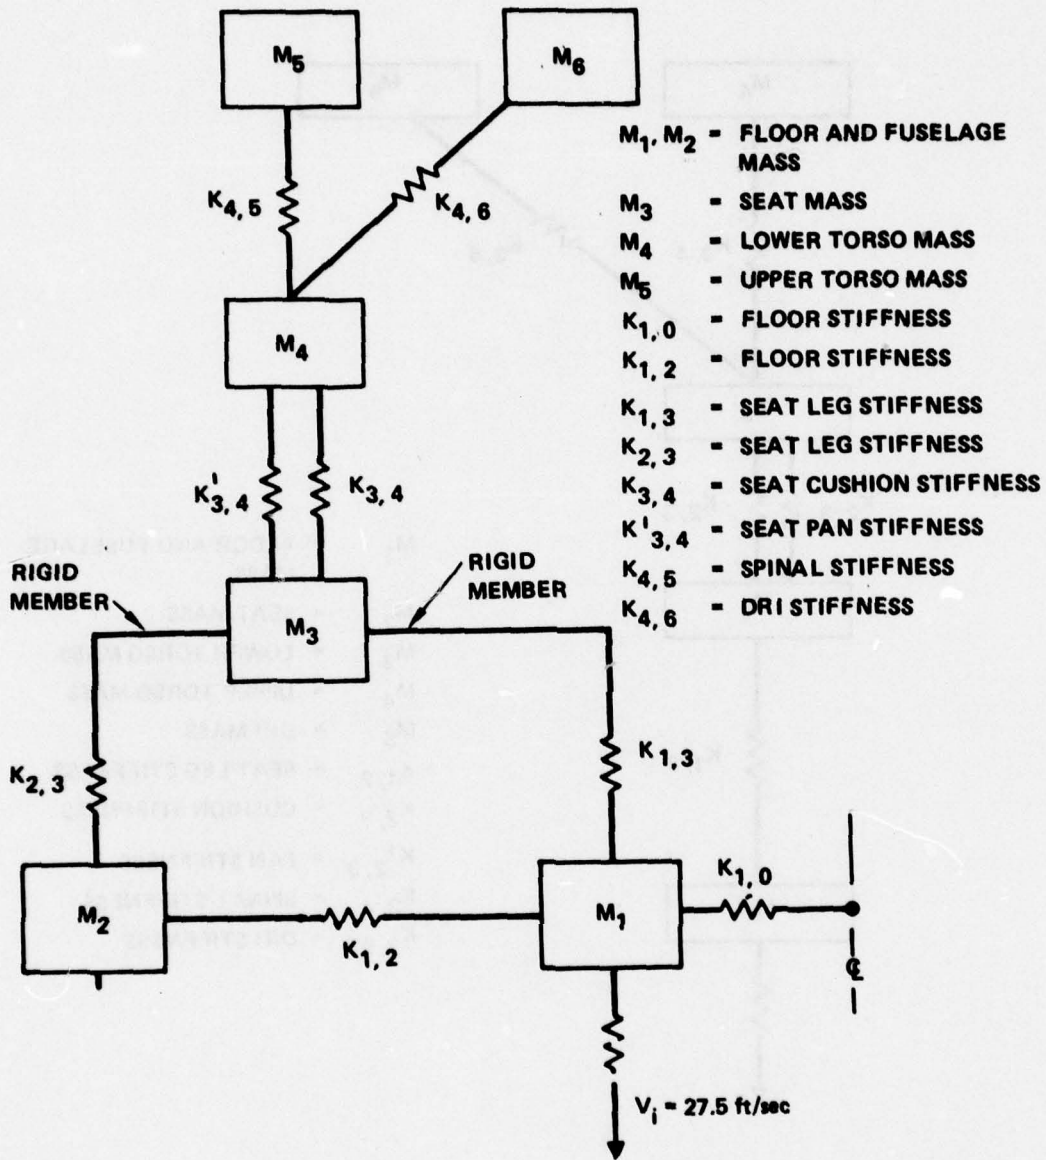 M5
M6
K4,5
K4,6
M4
K'3,4
K3,4
RIGID
MEMBER
RIGID
MEMBER
M3
K2,3
K1,3
M2
K1,2
M1
K1,0
℄
Vi = 27.5 ft/sec
M1, M2 = FLOOR AND FUSELAGE
MASS
M3 = SEAT MASS
M4 = LOWER TORSO MASS
M5 = UPPER TORSO MASS
K1,0 = FLOOR STIFFNESS
K1,2 = FLOOR STIFFNESS
K1,3 = SEAT LEG STIFFNESS
K2,3 = SEAT LEG STIFFNESS
K3,4 = SEAT CUSHION STIFFNESS
K'3,4 = SEAT PAN STIFFNESS
K4,5 = SPINAL STIFFNESS
K4,6 = DRI STIFFNESS